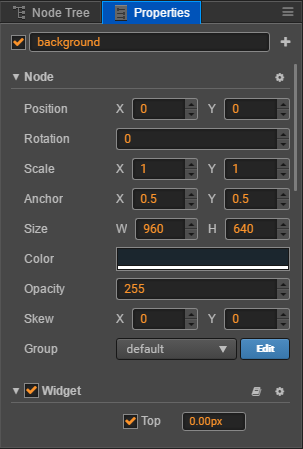 Node Tree Properties
background
Node
Position X 0 Y 0
Rotation 0
Scale X 1 Y 1
Anchor X 0.5 Y 0.5
Size W 960 H 640
Color
Opacity 255
Skew X 0 Y 0
Group default Edit
Widget
Top 0.00px